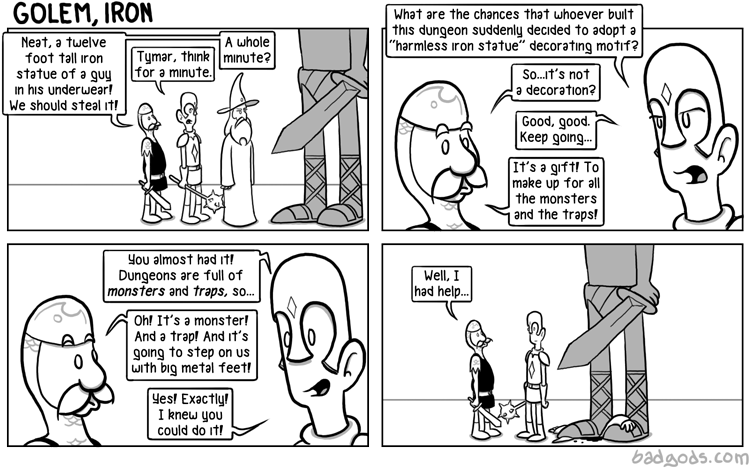 GOLEM, IRON
Neat, a twelve
foot tall iron
statue of a guy
in his underwear!
We should steal it!
Tymar, think
for a minute.
A whole
minute?
What are the chances that whoever built
this dungeon suddenly decided to adopt a
"harmless iron statue" decorating motif?
So...it's not
a decoration?
Good, good.
Keep going...
It's a gift! To
make up for all
the monsters
and the traps!
You almost had it!
Dungeons are full of
monsters and traps, so...
Oh! It's a monster!
And a trap! And it's
going to step on us
with big metal feet!
Yes! Exactly!
I knew you
could do it!
Well, I
had help...
badgods.com